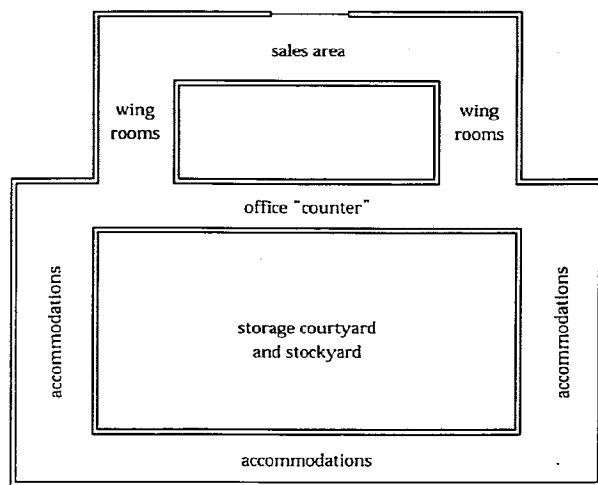 sales area
wing
rooms
wing
rooms
office "counter"
accommodations
storage courtyard
and stockyard
accommodations
accommodations